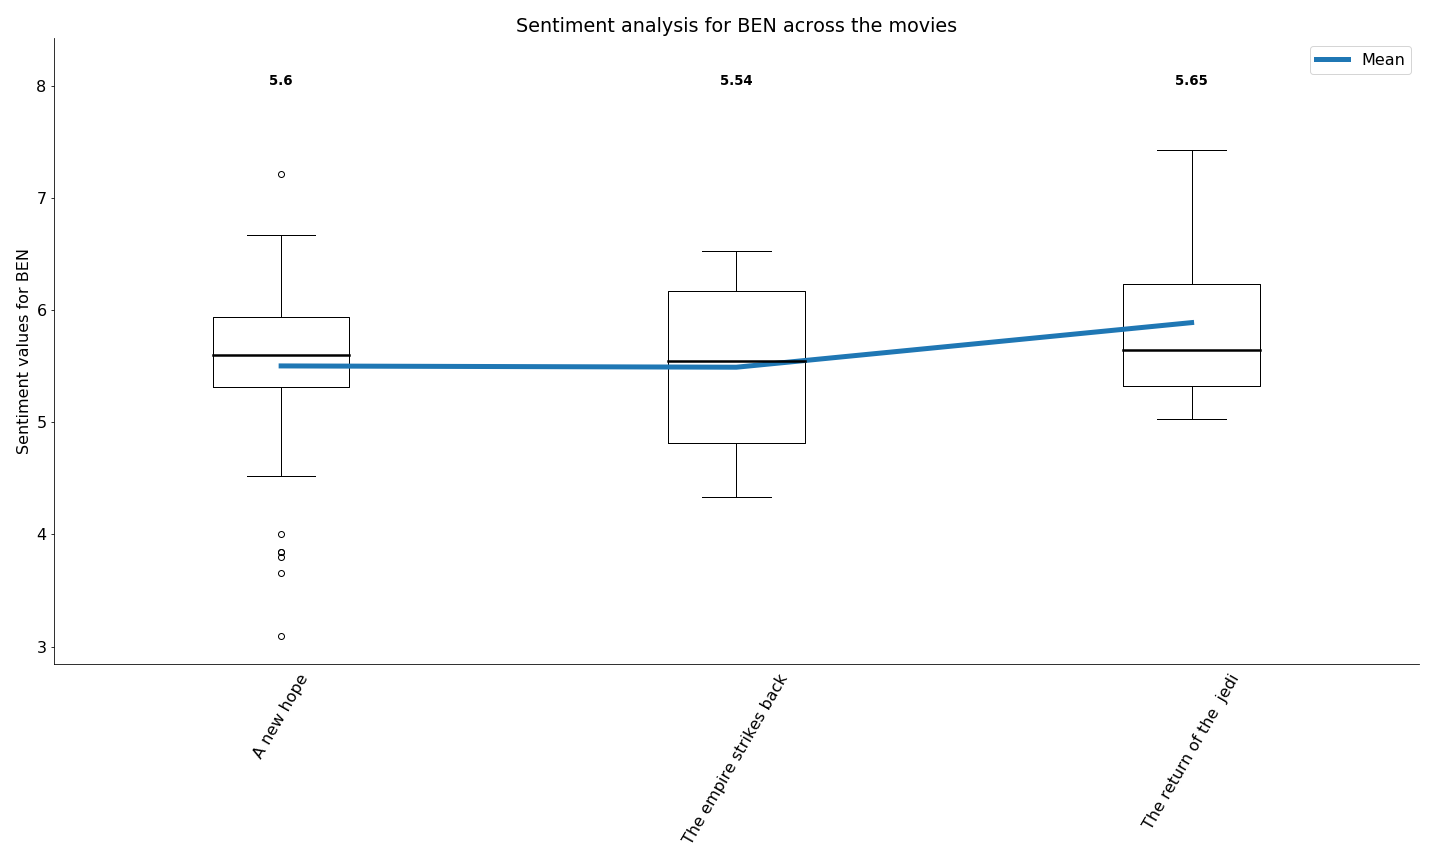 Sentiment analysis for BEN across the movies
Mean
5.6
5.54
5.65
Sentiment values for BEN
8
7
6
5
4
3
A new hope
The empire strikes back
The return of the  jedi